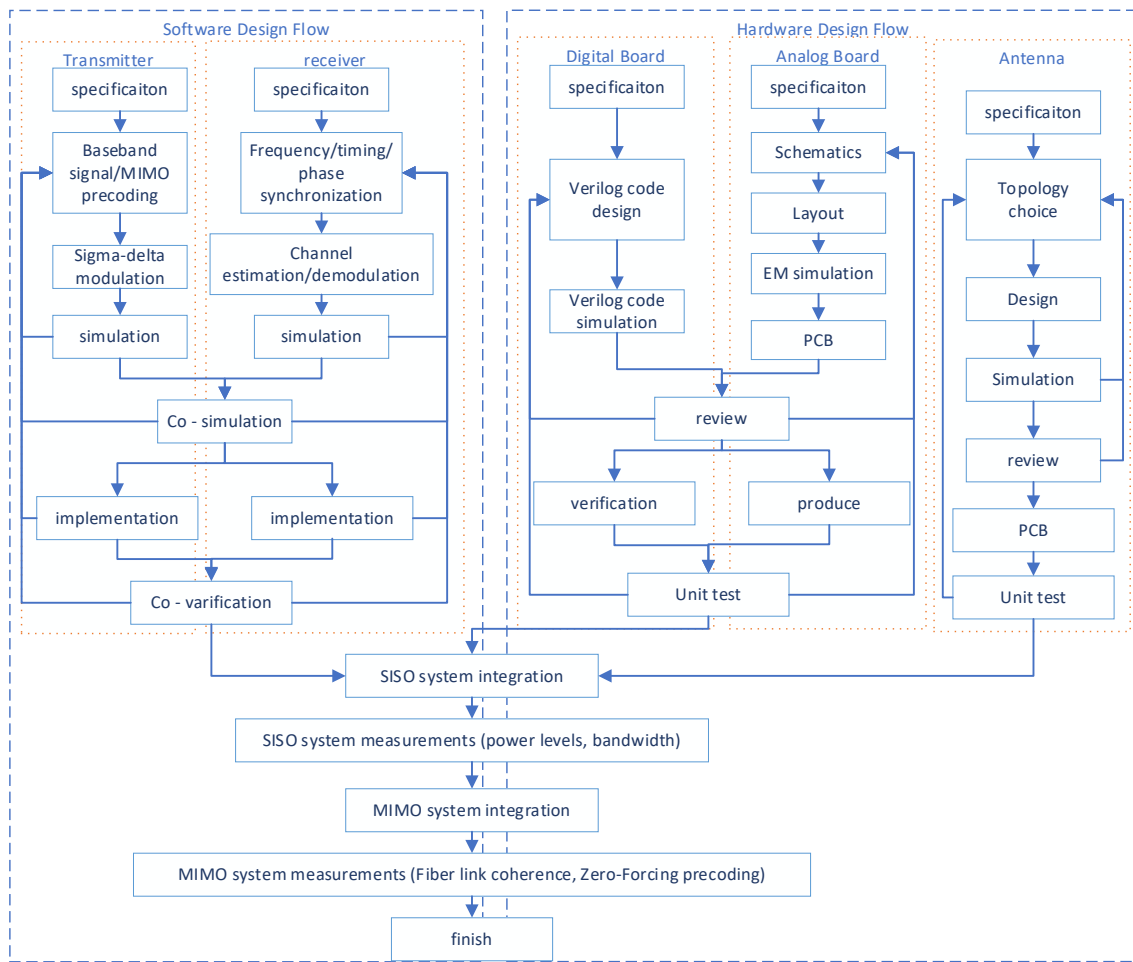 Software Design Flow
Transmitter
specificaiton
Baseband
signal/MIMO
precoding
Sigma-delta
modulation
simulation
receiver
specificaiton
Frequency/timing/
phase
synchronization
Channel
estimation/demodulation
simulation
Co - simulation
implementation
implementation
Co - varification
Hardware Design Flow
Digital Board
specificaiton
Verilog code
design
Verilog code
simulation
Analog Board
specificaiton
Schematics
Layout
EM simulation
PCB
review
verification
produce
Unit test
Antenna
specificaiton
Topology
choice
Design
Simulation
review
PCB
Unit test
SISO system integration
SISO system measurements (power levels, bandwidth)
MIMO system integration
MIMO system measurements (Fiber link coherence, Zero-Forcing precoding)
finish